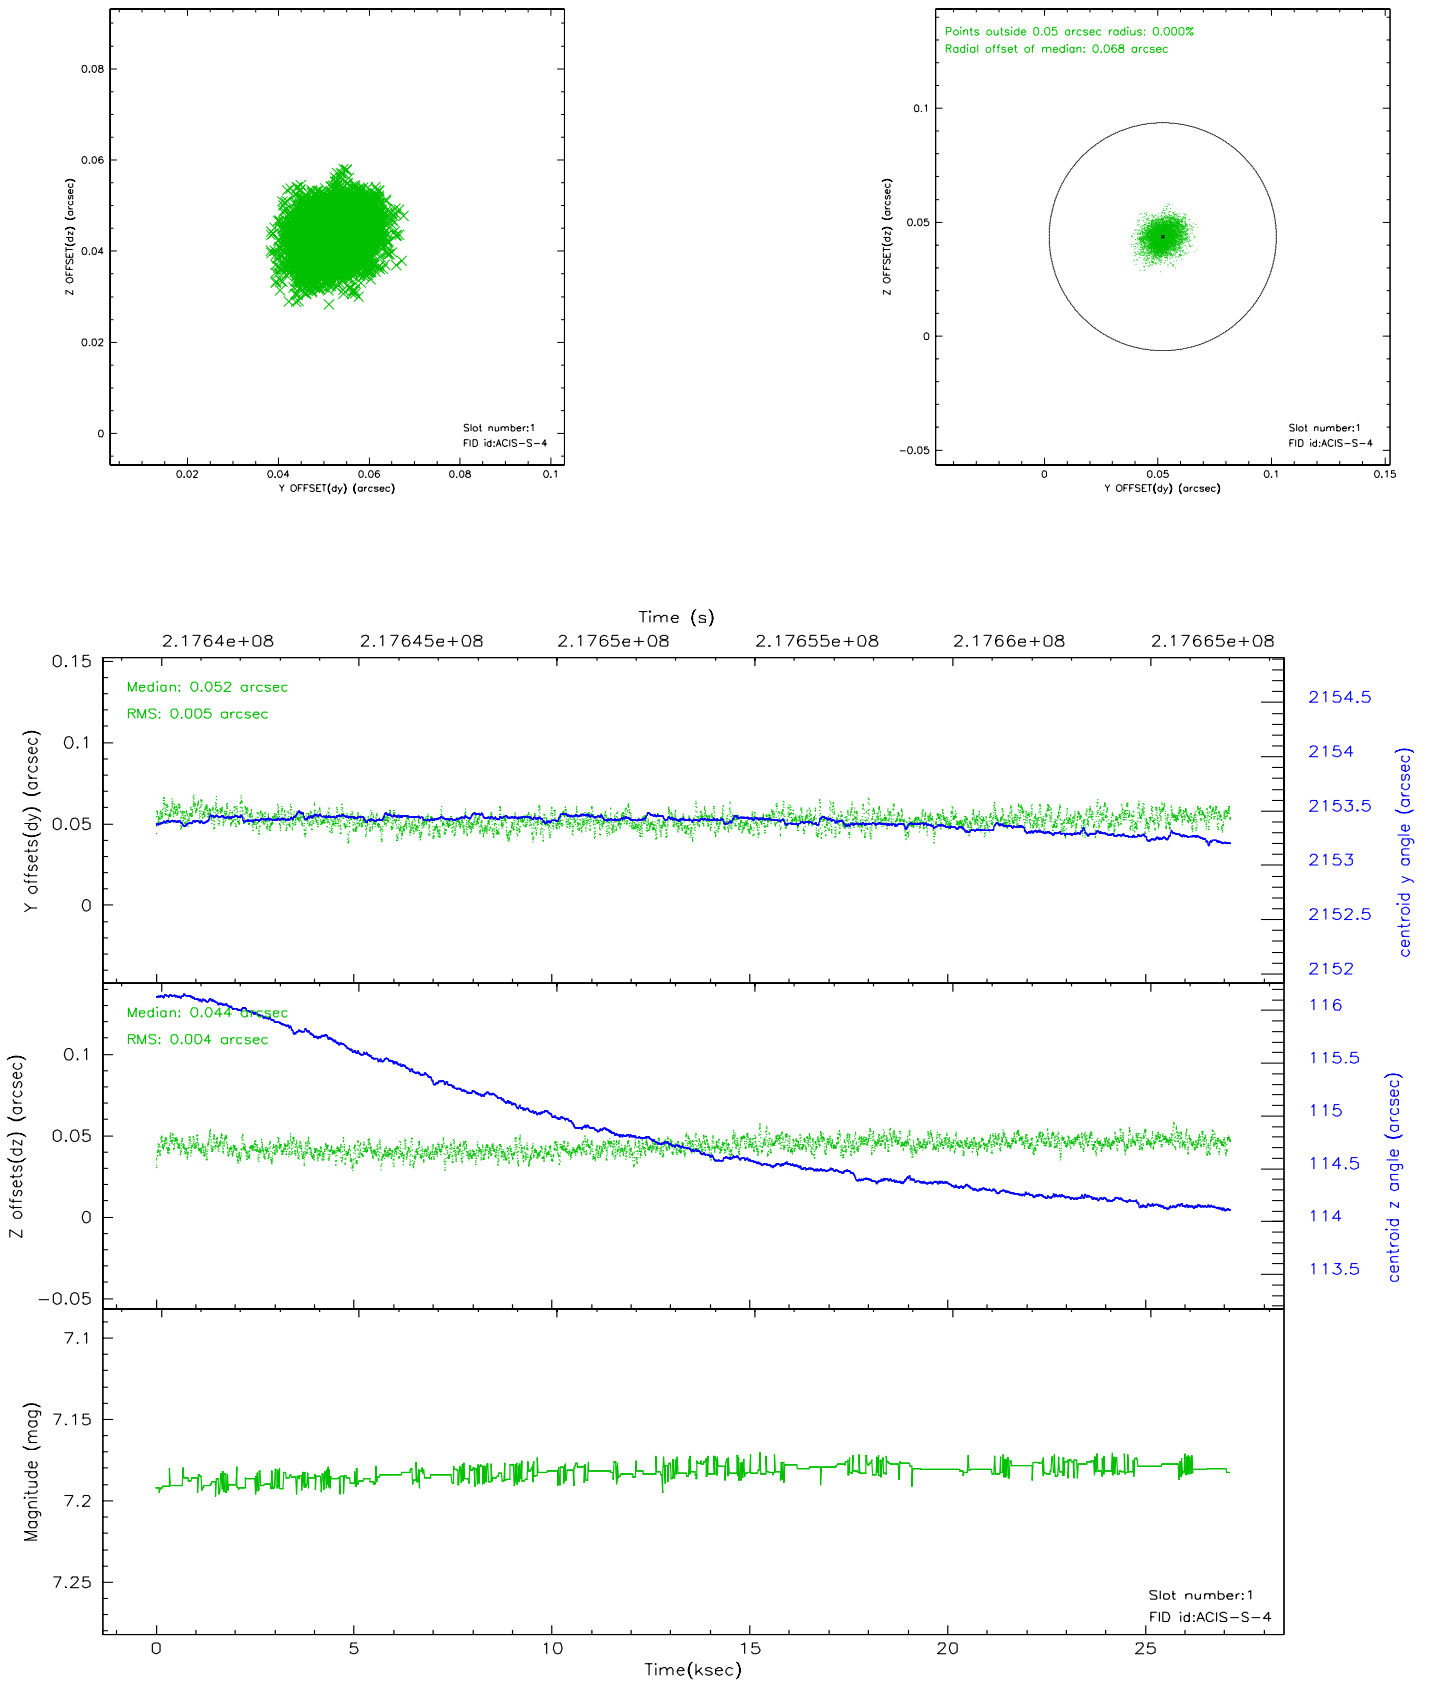 0.08
0.06
0.04
0.02
0
Z OFFSET(dz) (arcsec)
Slot number:1
FID id:ACIS-S-4
0.02 0.04 0.06 0.08 0.1
Y OFFSET(dy) (arcsec)
Points outside 0.05 arcsec radius: 0.000%
Radial offset of median: 0.068 arcsec
0.1
0.05
0
-0.05
Z OFFSET(dz) (arcsec)
Slot number:1
FID id:ACIS-S-4
0 0.05 0.1 0.15
Y OFFSET(dy) (arcsec)
Time (s)
2.1764e+08 2.17645e+08 2.1765e+08 2.17655e+08 2.1766e+08 2.17665e+08
0.15
0.1
0.05
0
Y offsets(dy) (arcsec)
Median: 0.052 arcsec
RMS: 0.005 arcsec
2154.5
2154
2153.5
2153
2152.5
2152
centroid y angle (arcsec)
0.1
0.05
0
-0.05
Z offsets(dz) (arcsec)
Median: 0.044 arcsec
RMS: 0.004 arcsec
116
115.5
115
114.5
114
113.5
centroid z angle (arcsec)
7.1
7.15
7.2
7.25
Magnitude (mag)
Slot number:1
FID id:ACIS-S-4
0 5 10 15 20 25
Time(ksec)